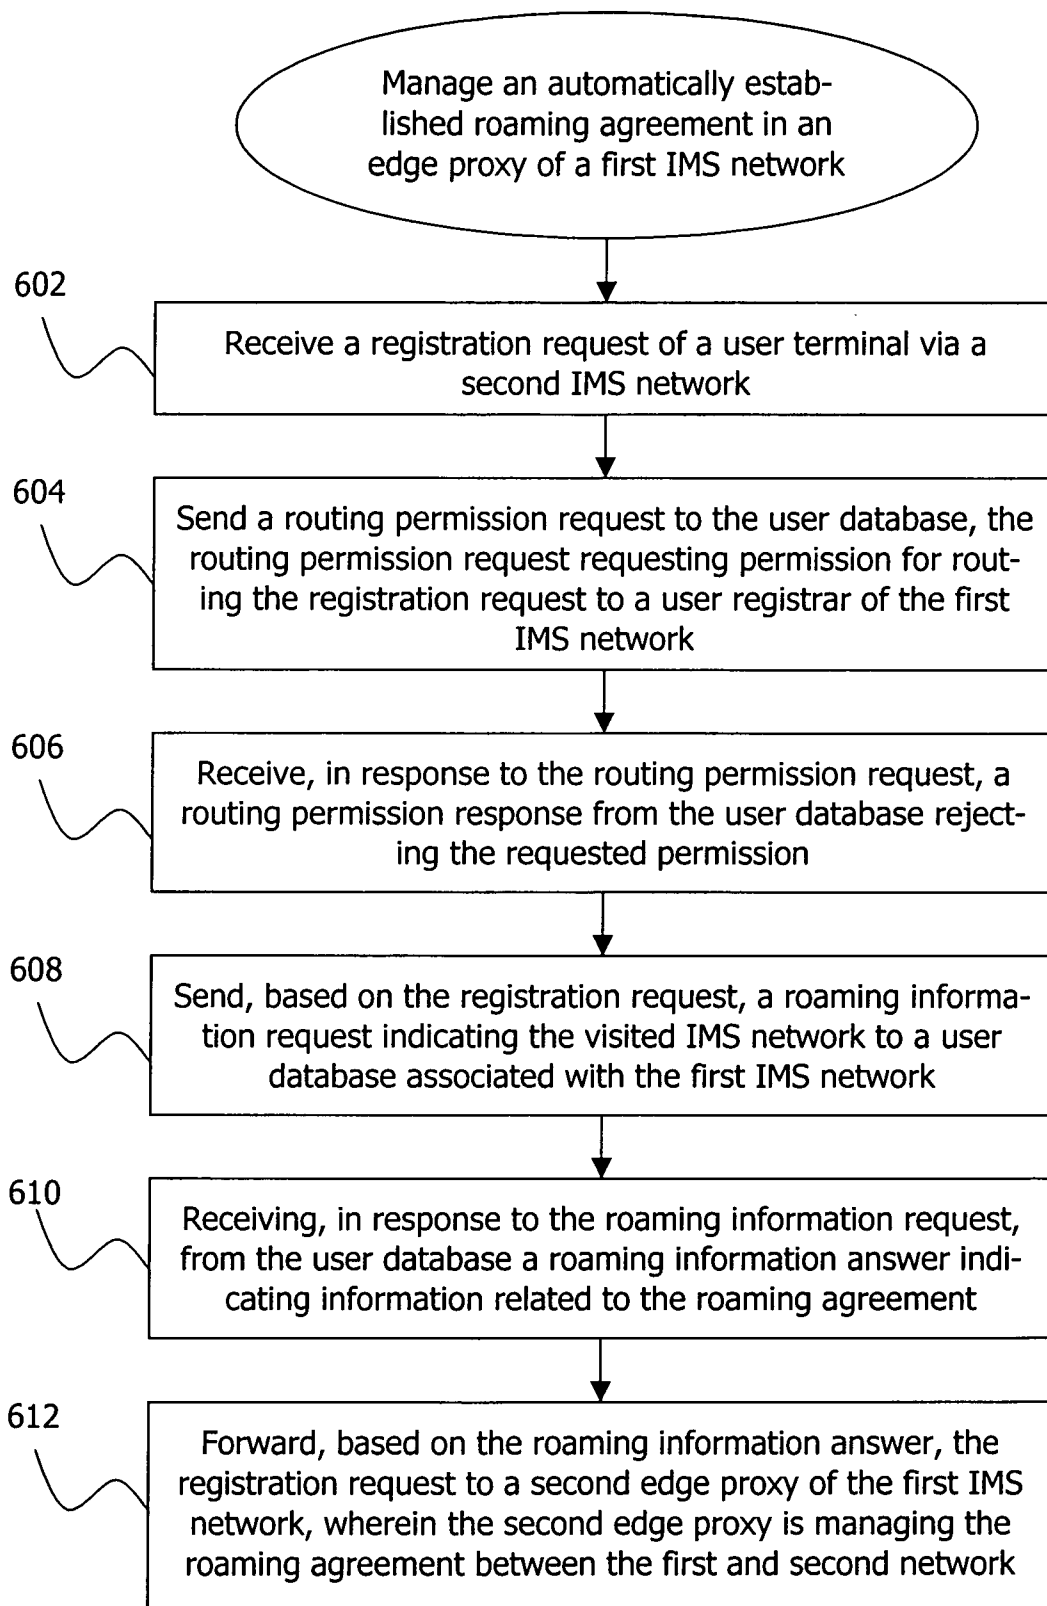 Manage an automatically estab-
lished roaming agreement in an
edge proxy of a first IMS network
602
Receive a registration request of a user terminal via a
second IMS network
604
Send a routing permission request to the user database, the
routing permission request requesting permission for rout-
ing the registration request to a user registrar of the first
IMS network
606
Receive, in response to the routing permission request, a
routing permission response from the user database reject-
ing the requested permission
608
Send, based on the registration request, a roaming informa-
tion request indicating the visited IMS network to a user
database associated with the first IMS network
610
Receiving, in response to the roaming information request,
from the user database a roaming information answer indi-
cating information related to the roaming agreement
612
Forward, based on the roaming information answer, the
registration request to a second edge proxy of the first IMS
network, wherein the second edge proxy is managing the
roaming agreement between the first and second network